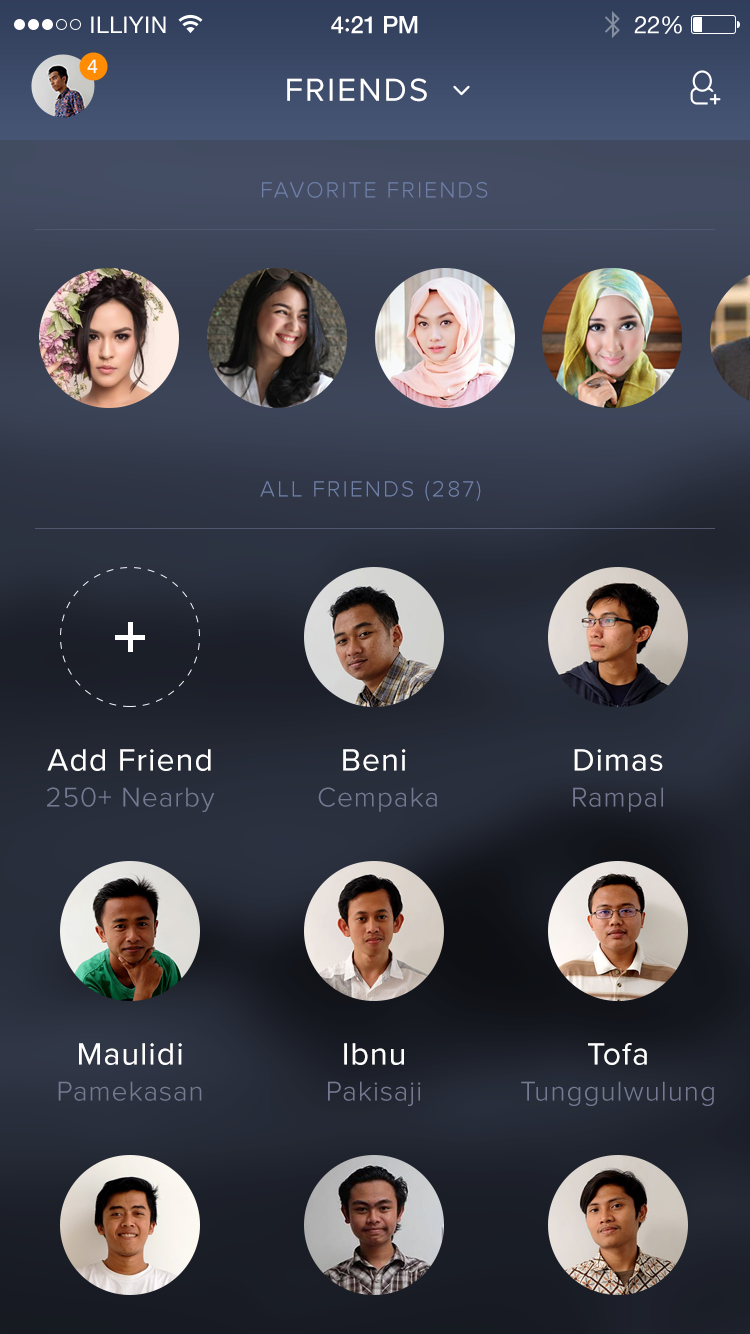 ILLIYIN 4:21 PM 22%
4
FRIENDS
FAVORITE FRIENDS
ALL FRIENDS (287)
Add Friend Beni Dimas
250+ Nearby Cempaka Rampal
Maulidi Ibnu Tofa
Pamekasan Pakisaji Tunggulwulung